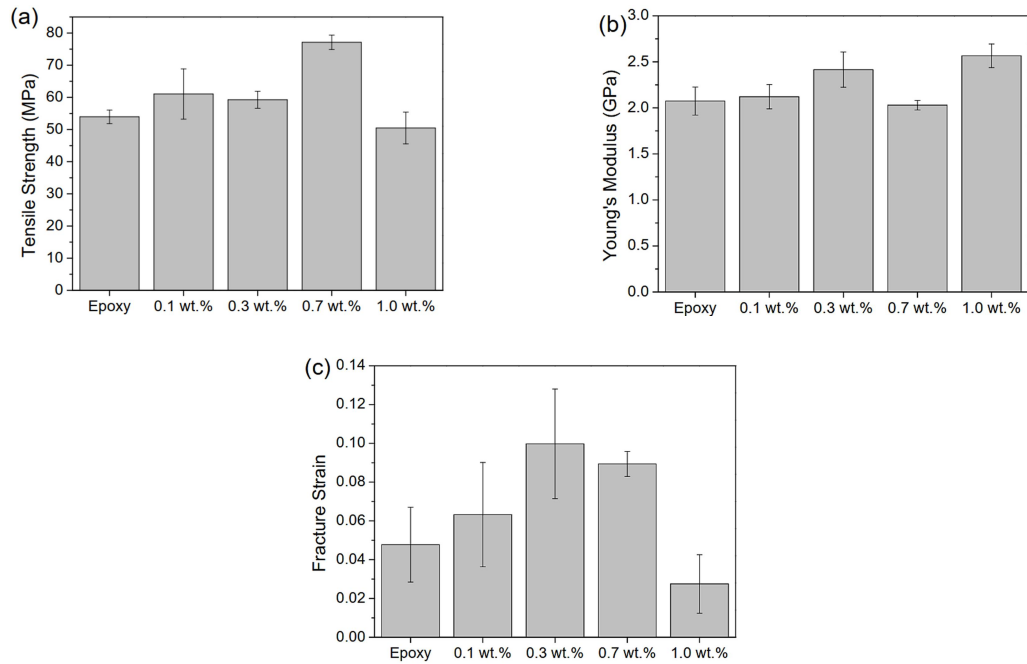 (a)
Tensile Strength (MPa)
80
70
60
50
40
30
20
10
0
Epoxy 0.1 wt.% 0.3 wt.% 0.7 wt.% 1.0 wt.%
(b)
Young's Modulus (GPa)
3.0
2.5
2.0
1.5
1.0
0.5
0.0
Epoxy 0.1 wt.% 0.3 wt.% 0.7 wt.% 1.0 wt.%
(c)
Fracture Strain
0.14
0.12
0.10
0.08
0.06
0.04
0.02
0.00
Epoxy 0.1 wt.% 0.3 wt.% 0.7 wt.% 1.0 wt.%